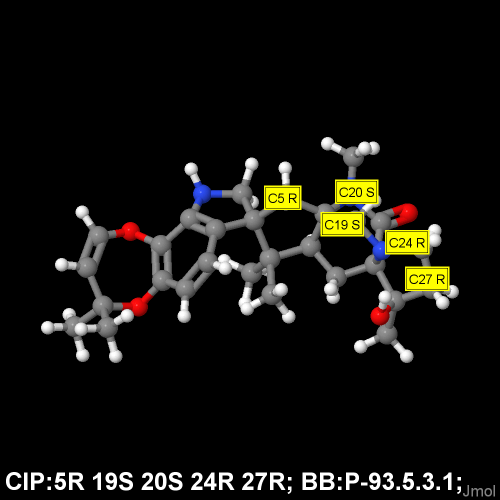 C5 R
C20 S
C19 S
C24 R
C27 R
CIP:5R 19S 20S 24R 27R; BB:P-93.5.3.1;
Jmol